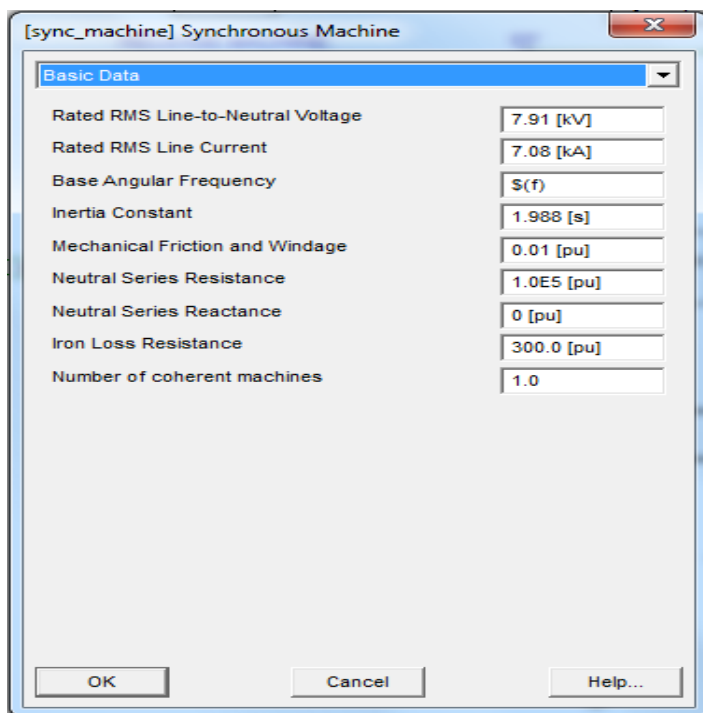 [sync_machine] Synchronous Machine
Basic Data
Rated RMS Line-to-Neutral Voltage 7.91 [kV]
Rated RMS Line Current 7.08 [kA]
Base Angular Frequency $(f)
Inertia Constant 1.988 [s]
Mechanical Friction and Windage 0.01 [pu]
Neutral Series Resistance 1.0E5 [pu]
Neutral Series Reactance 0 [pu]
Iron Loss Resistance 300.0 [pu]
Number of coherent machines 1.0
OK Cancel Help...